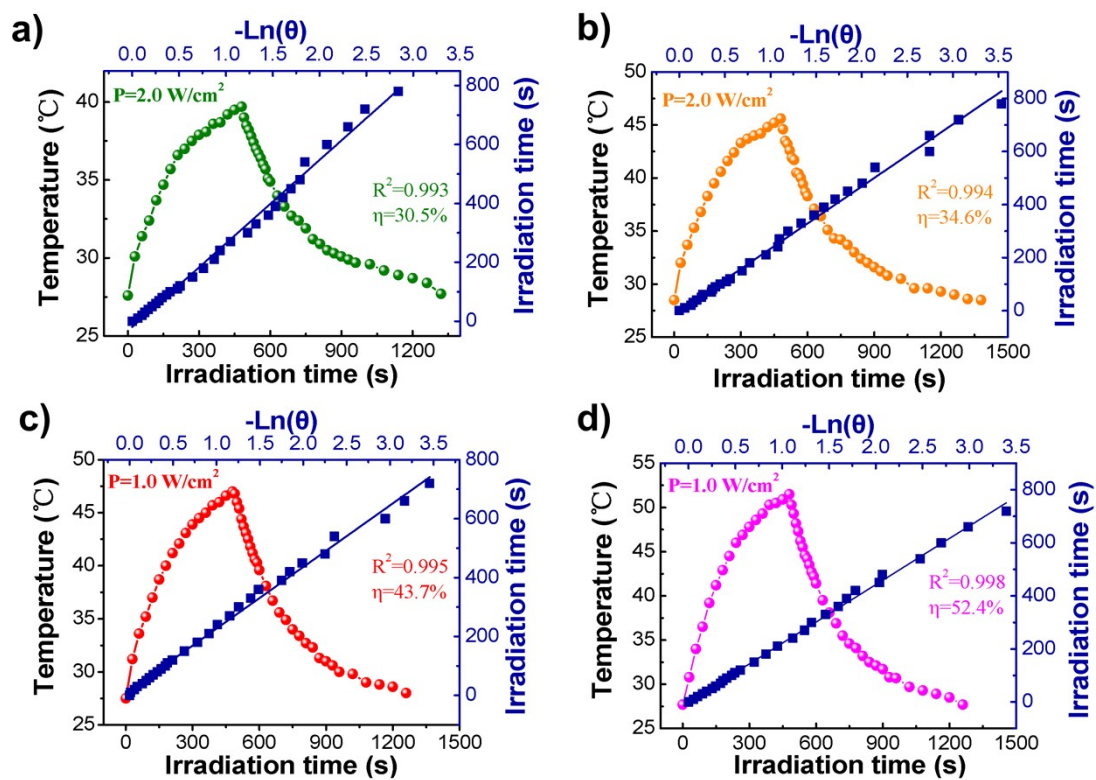 a)
-Ln(θ)
0.0 0.5 1.0 1.5 2.0 2.5 3.0 3.5
P=2.0 W/cm²
R²=0.993
η=30.5%
Temperature (℃)
40
35
30
25
Irradiation time (s)
800
600
400
200
0
0 300 600 900 1200
Irradiation time (s)
b)
-Ln(θ)
0.0 0.5 1.0 1.5 2.0 2.5 3.0 3.5
P=2.0 W/cm²
R²=0.994
η=34.6%
Temperature (℃)
50
45
40
35
30
25
Irradiation time (s)
800
600
400
200
0
0 300 600 900 1200 1500
Irradiation time (s)
c)
-Ln(θ)
0.0 0.5 1.0 1.5 2.0 2.5 3.0 3.5
P=1.0 W/cm²
R²=0.995
η=43.7%
Temperature (℃)
50
45
40
35
30
25
Irradiation time (s)
800
600
400
200
0
0 300 600 900 1200 1500
Irradiation time (s)
d)
-Ln(θ)
0.0 0.5 1.0 1.5 2.0 2.5 3.0 3.4
P=1.0 W/cm²
R²=0.998
η=52.4%
Temperature (℃)
55
50
45
40
35
30
25
Irradiation time (s)
800
600
400
200
0
0 300 600 900 1200 1500
Irradiation time (s)